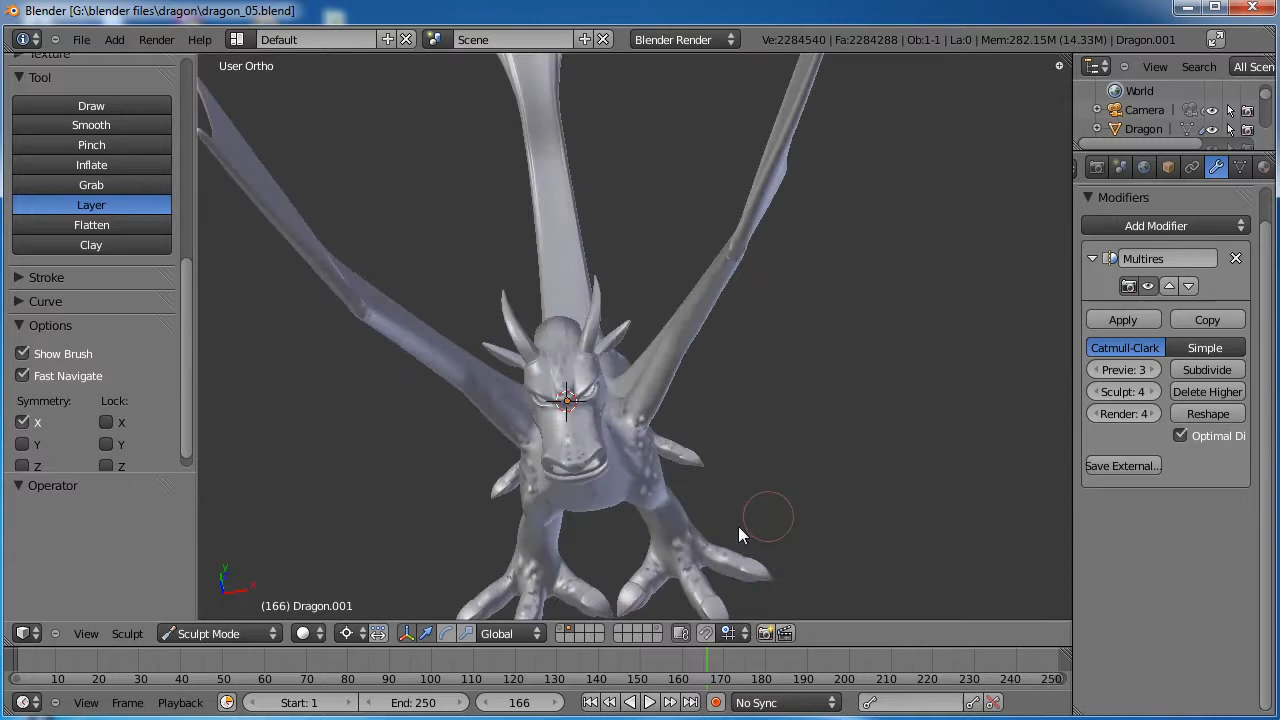 Blender [G:\blender files\dragon\dragon_05.blend]
File Add Render Help Default Scene Blender Render Ve:2284540 | Fa:2284288 | Ob:1-1 | La:0 | Mem:282.15M (14.33M) | Dragon.001
Texture
Tool
Draw
Smooth
Pinch
Inflate
Grab
Layer
Flatten
Clay
Stroke
Curve
Options
Show Brush
Fast Navigate
Symmetry: Lock:
X X
Y Y
Z Z
Operator
User Ortho
y
x
(166) Dragon.001
View Search All Scen
World
Camera
Dragon
Modifiers
Add Modifier
Multires
Apply Copy
Catmull-Clark Simple
Previe: 3 Subdivide
Sculpt: 4 Delete Higher
Render: 4 Reshape
Optimal Di
Save External...
View Sculpt Sculpt Mode Global
10 20 30 40 50 60 70 80 90 100 110 120 130 140 150 160 170 180 190 200 210 220 230 240 250
View Frame Playback Start: 1 End: 250 166 No Sync